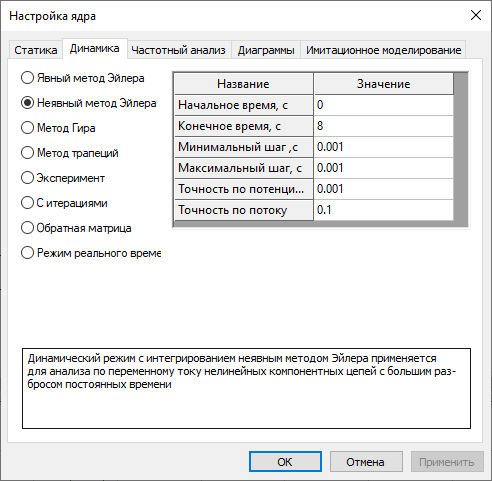 Настройка ядра
Статика Динамика Частотный анализ Диаграммы Имитационное моделирование
Явный метод Эйлера
Неявный метод Эйлера
Метод Гира
Метод трапеций
Эксперимент
С итерациями
Обратная матрица
Режим реального време
Название Значение
Начальное время, с 0
Конечное время, с 8
Минимальный шаг ,с 0.001
Максимальный шаг, с 0.001
Точность по потенци... 0.001
Точность по потоку 0.1
Динамический режим с интегрированием неявным методом Эйлера применяется
для анализа по переменному току нелинейных компонентных цепей с большим раз-
бросом постоянных времени
ОК Отмена Применить